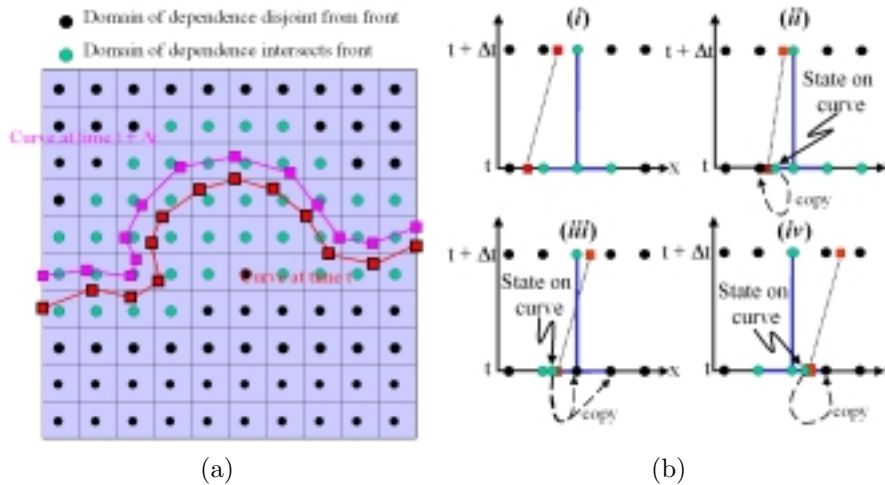 Domain of dependence disjoint from front
Domain of dependence intersects front
Curve at time t + Δt
Curve at time t
(a)
(i)
t + Δt
t
x
(ii)
t + Δt
State on
curve
t
copy
(iii)
t + Δt
State on
curve
t
x
copy
(iv)
t + Δt
State on
curve
t
copy
(b)